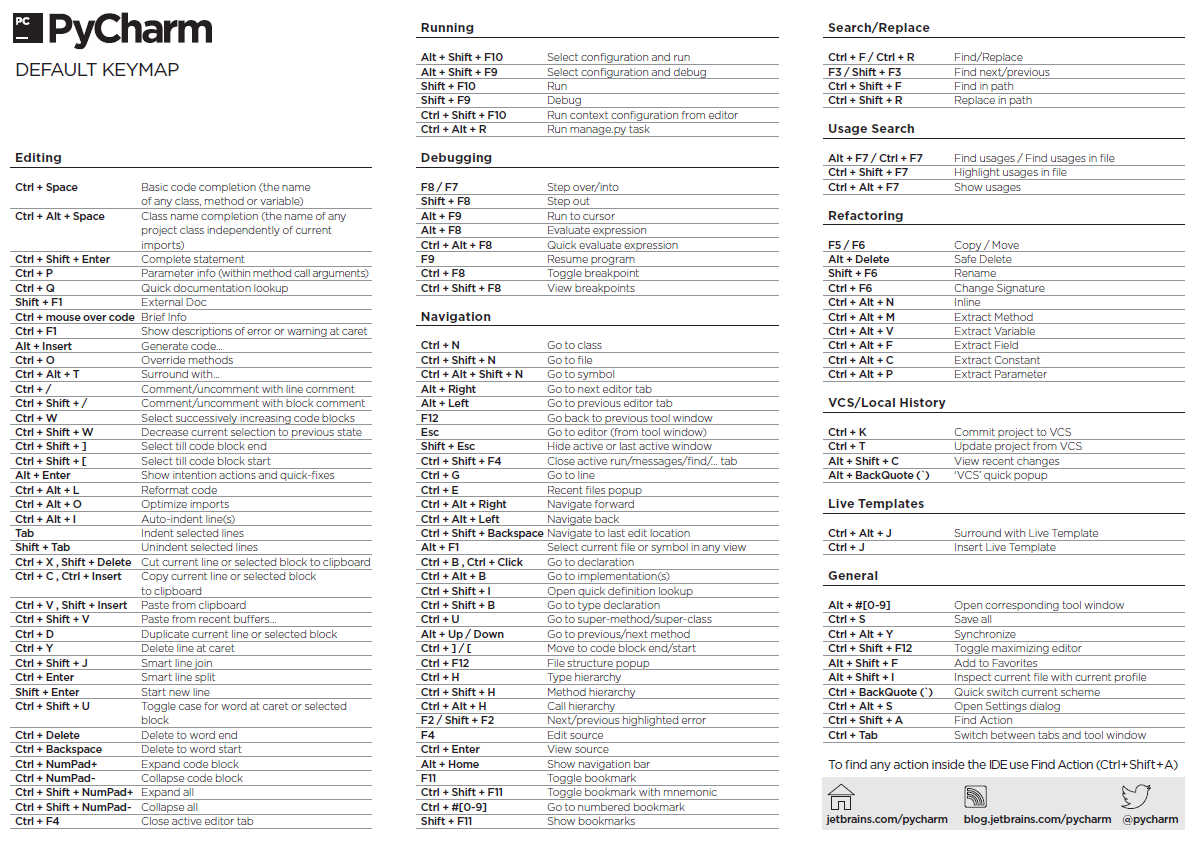 PC PyCharm
DEFAULT KEYMAP
Editing
Ctrl + Space Basic code completion (the name
of any class, method or variable)
Ctrl + Alt + Space Class name completion (the name of any
project class independently of current
imports)
Ctrl + Shift + Enter Complete statement
Ctrl + P Parameter info (within method call arguments)
Ctrl + Q Quick documentation lookup
Shift + F1 External Doc
Ctrl + mouse over code Brief Info
Ctrl + F1 Show descriptions of error or warning at caret
Alt + Insert Generate code...
Ctrl + O Override methods
Ctrl + Alt + T Surround with...
Ctrl + / Comment/uncomment with line comment
Ctrl + Shift + / Comment/uncomment with block comment
Ctrl + W Select successively increasing code blocks
Ctrl + Shift + W Decrease current selection to previous state
Ctrl + Shift + ] Select till code block end
Ctrl + Shift + [ Select till code block start
Alt + Enter Show intention actions and quick-fixes
Ctrl + Alt + L Reformat code
Ctrl + Alt + O Optimize imports
Ctrl + Alt + I Auto-indent line(s)
Tab Indent selected lines
Shift + Tab Unindent selected lines
Ctrl + X , Shift + Delete Cut current line or selected block to clipboard
Ctrl + C , Ctrl + Insert Copy current line or selected block
to clipboard
Ctrl + V , Shift + Insert Paste from clipboard
Ctrl + Shift + V Paste from recent buffers...
Ctrl + D Duplicate current line or selected block
Ctrl + Y Delete line at caret
Ctrl + Shift + J Smart line join
Ctrl + Enter Smart line split
Shift + Enter Start new line
Ctrl + Shift + U Toggle case for word at caret or selected
block
Ctrl + Delete Delete to word end
Ctrl + Backspace Delete to word start
Ctrl + NumPad+ Expand code block
Ctrl + NumPad- Collapse code block
Ctrl + Shift + NumPad+ Expand all
Ctrl + Shift + NumPad- Collapse all
Ctrl + F4 Close active editor tab
Running
Alt + Shift + F10 Select configuration and run
Alt + Shift + F9 Select configuration and debug
Shift + F10 Run
Shift + F9 Debug
Ctrl + Shift + F10 Run context configuration from editor
Ctrl + Alt + R Run manage.py task
Debugging
F8 / F7 Step over/into
Shift + F8 Step out
Alt + F9 Run to cursor
Alt + F8 Evaluate expression
Ctrl + Alt + F8 Quick evaluate expression
F9 Resume program
Ctrl + F8 Toggle breakpoint
Ctrl + Shift + F8 View breakpoints
Navigation
Ctrl + N Go to class
Ctrl + Shift + N Go to file
Ctrl + Alt + Shift + N Go to symbol
Alt + Right Go to next editor tab
Alt + Left Go to previous editor tab
F12 Go back to previous tool window
Esc Go to editor (from tool window)
Shift + Esc Hide active or last active window
Ctrl + Shift + F4 Close active run/messages/find/... tab
Ctrl + G Go to line
Ctrl + E Recent files popup
Ctrl + Alt + Right Navigate forward
Ctrl + Alt + Left Navigate back
Ctrl + Shift + Backspace Navigate to last edit location
Alt + F1 Select current file or symbol in any view
Ctrl + B , Ctrl + Click Go to declaration
Ctrl + Alt + B Go to implementation(s)
Ctrl + Shift + I Open quick definition lookup
Ctrl + Shift + B Go to type declaration
Ctrl + U Go to super-method/super-class
Alt + Up / Down Go to previous/next method
Ctrl + ] / [ Move to code block end/start
Ctrl + F12 File structure popup
Ctrl + H Type hierarchy
Ctrl + Shift + H Method hierarchy
Ctrl + Alt + H Call hierarchy
F2 / Shift + F2 Next/previous highlighted error
F4 Edit source
Ctrl + Enter View source
Alt + Home Show navigation bar
F11 Toggle bookmark
Ctrl + Shift + F11 Toggle bookmark with mnemonic
Ctrl + #[0-9] Go to numbered bookmark
Shift + F11 Show bookmarks
Search/Replace
Ctrl + F / Ctrl + R Find/Replace
F3 / Shift + F3 Find next/previous
Ctrl + Shift + F Find in path
Ctrl + Shift + R Replace in path
Usage Search
Alt + F7 / Ctrl + F7 Find usages / Find usages in file
Ctrl + Shift + F7 Highlight usages in file
Ctrl + Alt + F7 Show usages
Refactoring
F5 / F6 Copy / Move
Alt + Delete Safe Delete
Shift + F6 Rename
Ctrl + F6 Change Signature
Ctrl + Alt + N Inline
Ctrl + Alt + M Extract Method
Ctrl + Alt + V Extract Variable
Ctrl + Alt + F Extract Field
Ctrl + Alt + C Extract Constant
Ctrl + Alt + P Extract Parameter
VCS/Local History
Ctrl + K Commit project to VCS
Ctrl + T Update project from VCS
Alt + Shift + C View recent changes
Alt + BackQuote (`) ‘VCS’ quick popup
Live Templates
Ctrl + Alt + J Surround with Live Template
Ctrl + J Insert Live Template
General
Alt + #[0-9] Open corresponding tool window
Ctrl + S Save all
Ctrl + Alt + Y Synchronize
Ctrl + Shift + F12 Toggle maximizing editor
Alt + Shift + F Add to Favorites
Alt + Shift + I Inspect current file with current profile
Ctrl + BackQuote (`) Quick switch current scheme
Ctrl + Alt + S Open Settings dialog
Ctrl + Shift + A Find Action
Ctrl + Tab Switch between tabs and tool window
To find any action inside the IDE use Find Action (Ctrl+Shift+A)
jetbrains.com/pycharm blog.jetbrains.com/pycharm @pycharm